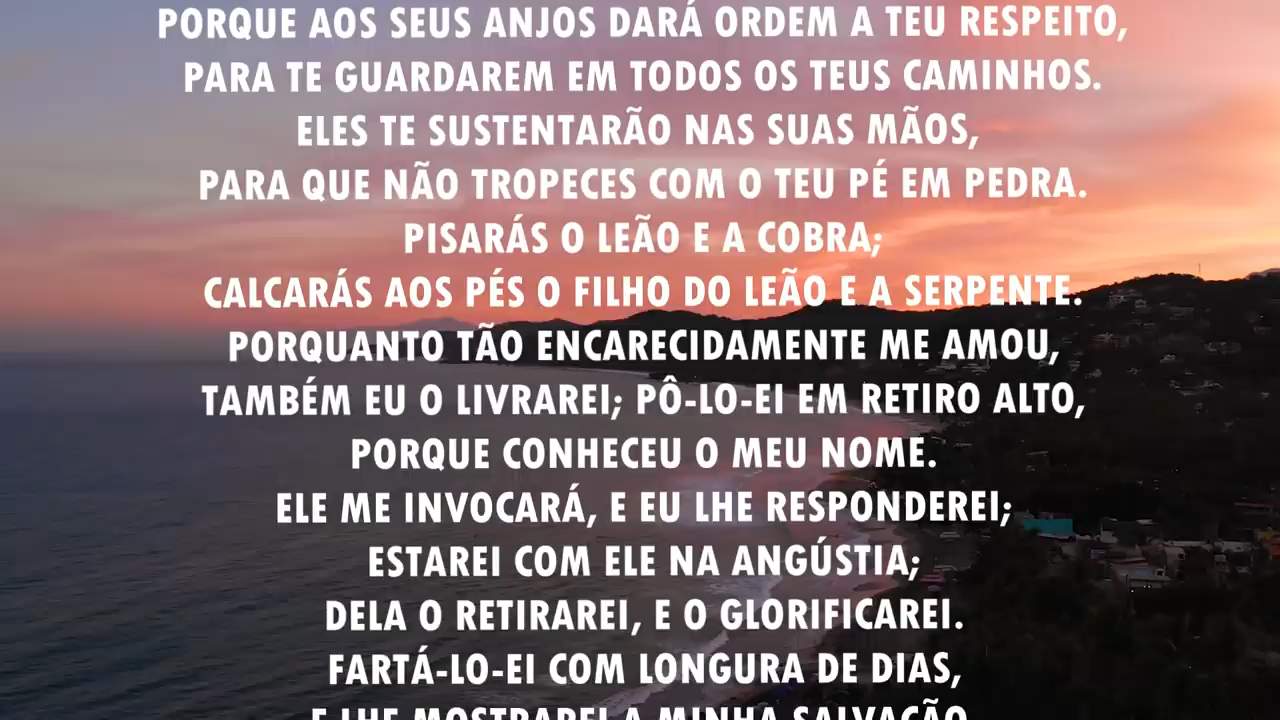 PORQUE AOS SEUS ANJOS DARÁ ORDEM A TEU RESPEITO,
PARA TE GUARDAREM EM TODOS OS TEUS CAMINHOS.
ELES TE SUSTENTARÃO NAS SUAS MÃOS,
PARA QUE NÃO TROPECES COM O TEU PÉ EM PEDRA.
PISARÁS O LEÃO E A COBRA;
CALCARÁS AOS PÉS O FILHO DO LEÃO E A SERPENTE.
PORQUANTO TÃO ENCARECIDAMENTE ME AMOU,
TAMBÉM EU O LIVRAREI; PÔ-LO-EI EM RETIRO ALTO,
PORQUE CONHECEU O MEU NOME.
ELE ME INVOCARÁ, E EU LHE RESPONDEREI;
ESTAREI COM ELE NA ANGÚSTIA;
DELA O RETIRAREI, E O GLORIFICAREI.
FARTÁ-LO-EI COM LONGURA DE DIAS,
E LHE MOSTRAREI A MINHA SALVAÇÃO.